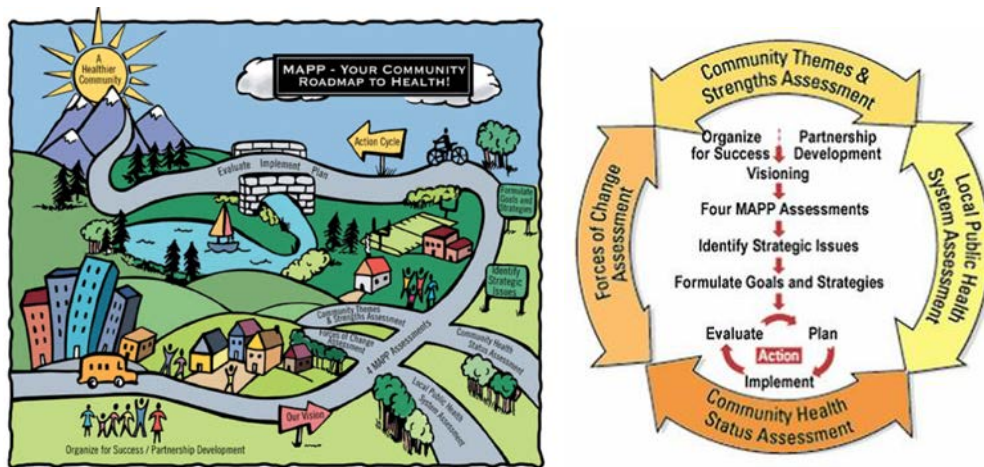 A
Healthier
Community
MAPP - YOUR COMMUNITY
ROADMAP TO HEALTH!
Action Cycle
Evaluate Implement Plan
Formulate
Goals and
Strategies
Identify
Strategic
Issues
Community Themes
& Strengths Assessment
Forces of Change
Assessment
4 MAPP Assessments
Community Health
Status Assessment
Local Public Health
System Assessment
Our Vision
Organize for Success / Partnership Development
Community Themes &
Strengths Assessment
Organize
for Success
Partnership
Development
Visioning
Four MAPP Assessments
Identify Strategic Issues
Formulate Goals and Strategies
Evaluate
Plan
Action
Implement
Forces of Change
Assessment
Local Public Health
System Assessment
Community Health
Status Assessment